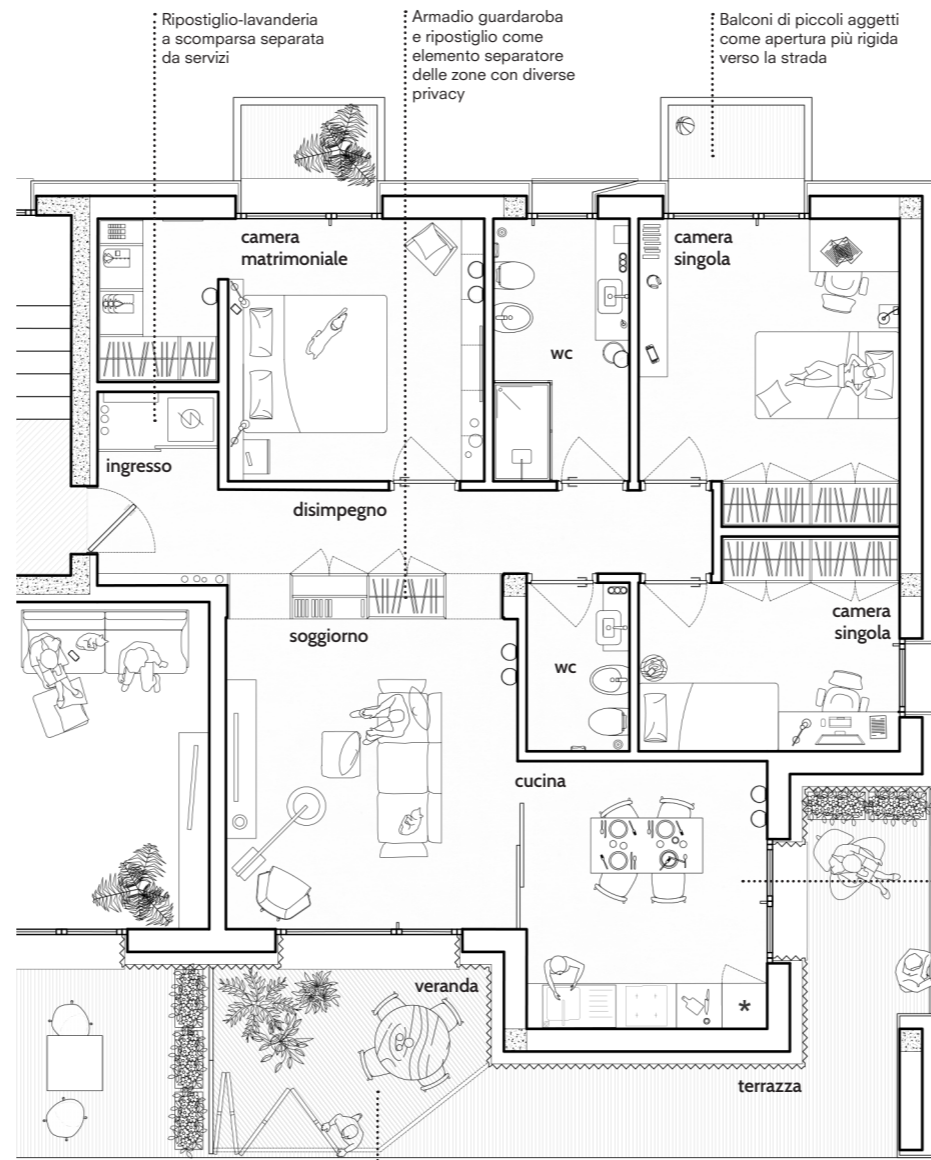 Ripostiglio-lavanderia
a scomparsa separata
da servizi
Armadio guardaroba
e ripostiglio come
elemento separatore
delle zone con diverse
privacy
Balconi di piccoli aggetti
come apertura più rigida
verso la strada
camera
matrimoniale
camera
singola
wc
ingresso
disimpegno
camera
singola
soggiorno
wc
cucina
veranda
*
terrazza